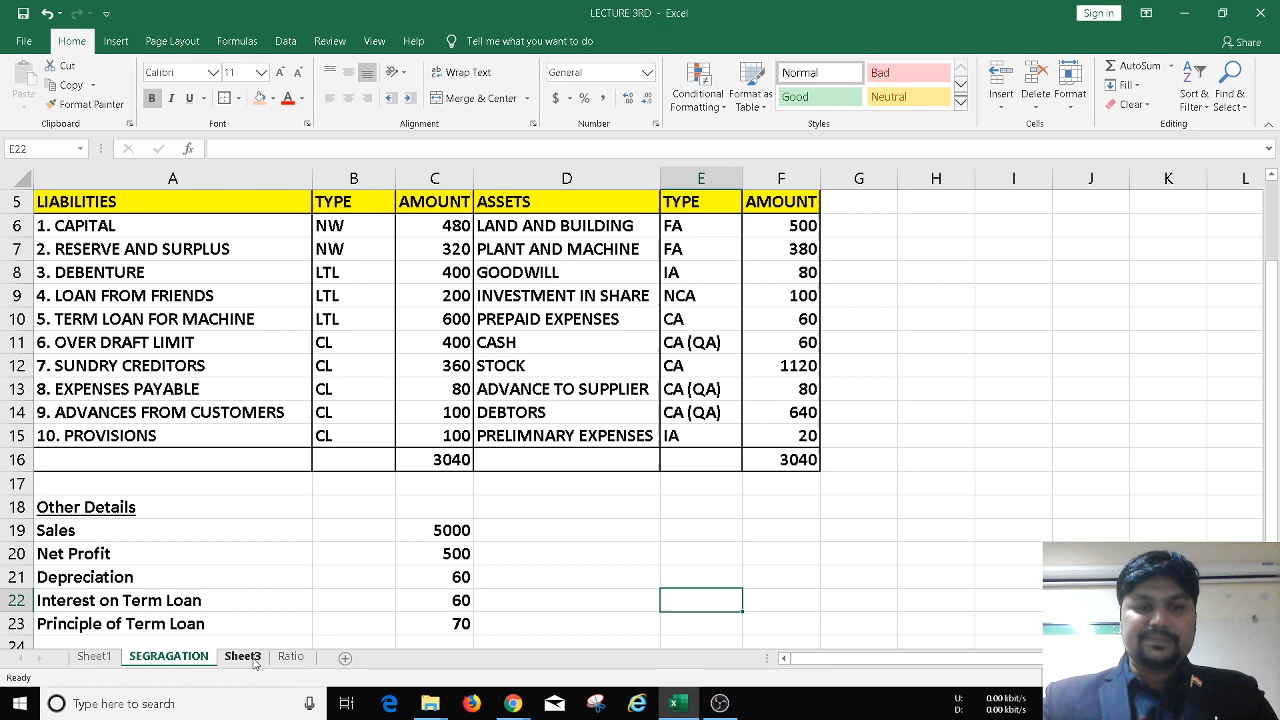 LECTURE 3RD - Excel
Sign in
File Home Insert Page Layout Formulas Data Review View Help Tell me what you want to do Share
Paste
Cut
Copy
Format Painter
Calibri 11
B I U A
Wrap Text
Merge & Center
General
$ % ,
Conditional Formatting
Format as Table
Normal Bad
Good Neutral
Insert Delete Format
AutoSum
Fill
Clear
Sort & Filter
Find & Select
Clipboard Font Alignment Number Styles Cells Editing
E22 fx
A B C D E F G H I J K L
5 LIABILITIES TYPE AMOUNT ASSETS TYPE AMOUNT
6 1. CAPITAL NW 480 LAND AND BUILDING FA 500
7 2. RESERVE AND SURPLUS NW 320 PLANT AND MACHINE FA 380
8 3. DEBENTURE LTL 400 GOODWILL IA 80
9 4. LOAN FROM FRIENDS LTL 200 INVESTMENT IN SHARE NCA 100
10 5. TERM LOAN FOR MACHINE LTL 600 PREPAID EXPENSES CA 60
11 6. OVER DRAFT LIMIT CL 400 CASH CA (QA) 60
12 7. SUNDRY CREDITORS CL 360 STOCK CA 1120
13 8. EXPENSES PAYABLE CL 80 ADVANCE TO SUPPLIER CA (QA) 80
14 9. ADVANCES FROM CUSTOMERS CL 100 DEBTORS CA (QA) 640
15 10. PROVISIONS CL 100 PRELIMNARY EXPENSES IA 20
16 3040 3040
17
18 Other Details
19 Sales 5000
20 Net Profit 500
21 Depreciation 60
22 Interest on Term Loan 60
23 Principle of Term Loan 70
24
Sheet1 SEGRAGATION Sheet3 Ratio
Ready
Type here to search
U: 0.00 kbit/s
D: 0.00 kbit/s